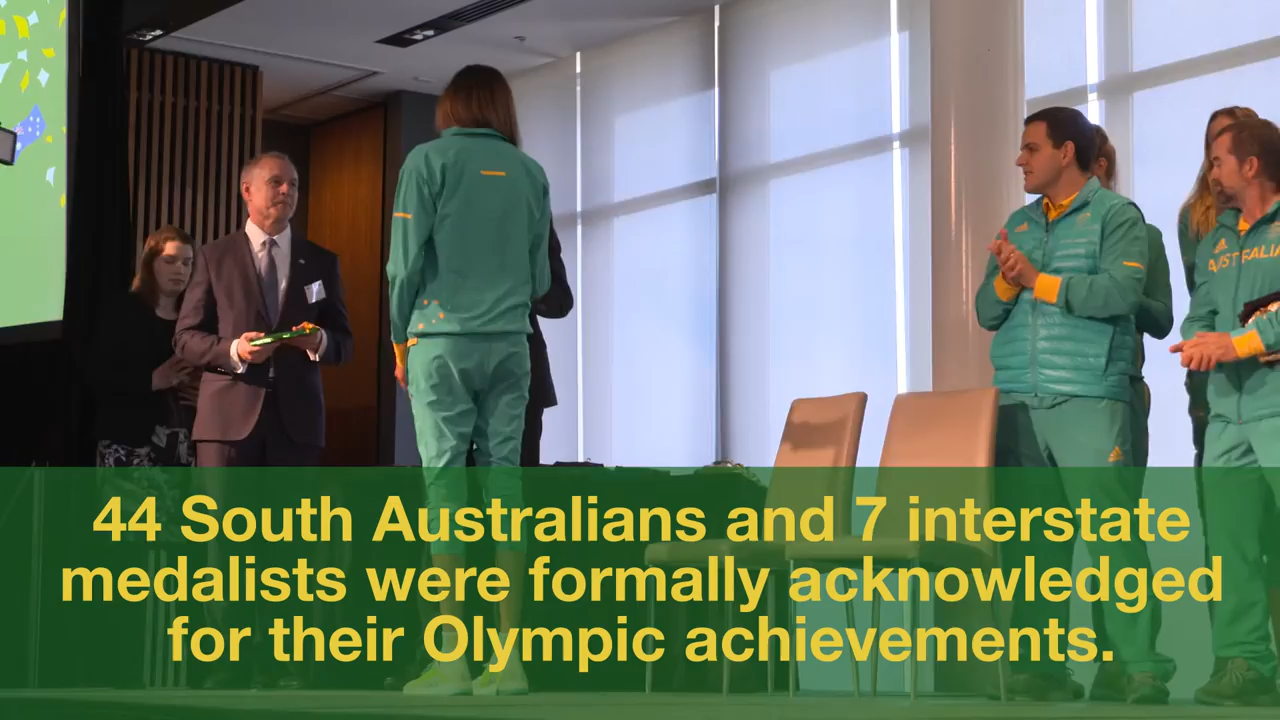 AUSTRALIA
44 South Australians and 7 interstate
medalists were formally acknowledged
for their Olympic achievements.